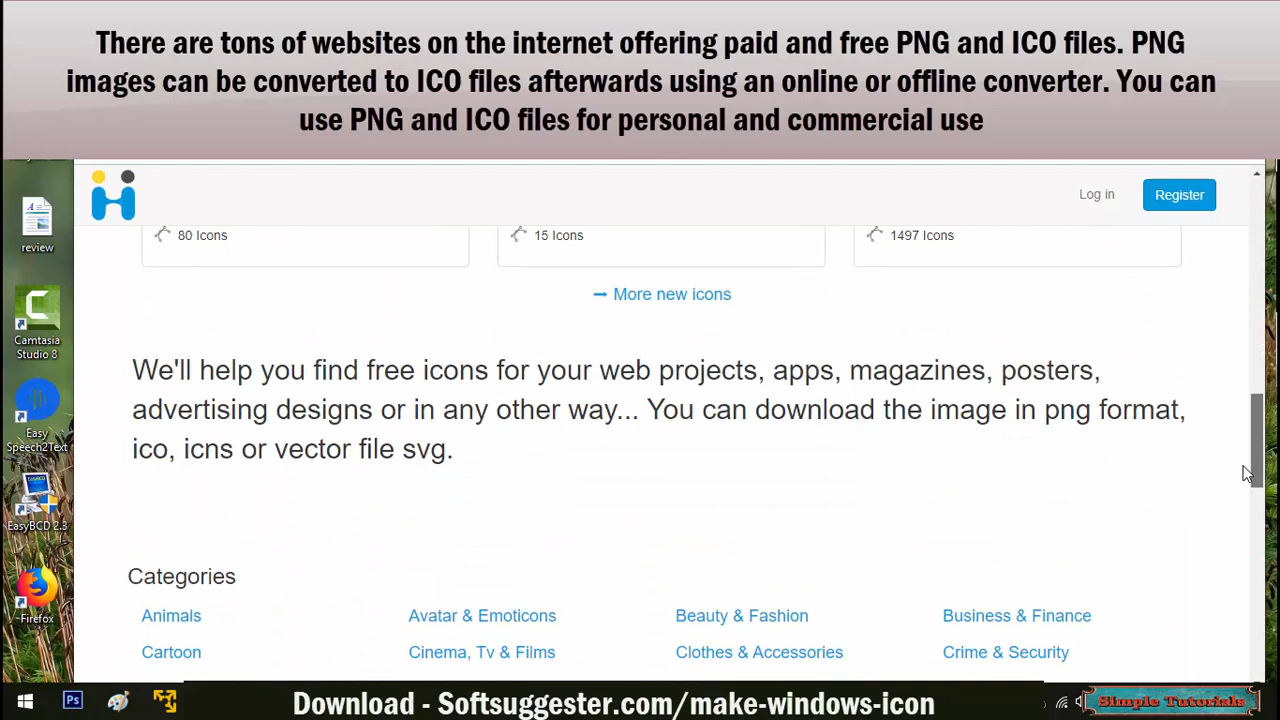 There are tons of websites on the internet offering paid and free PNG and ICO files. PNG
images can be converted to ICO files afterwards using an online or offline converter. You can
use PNG and ICO files for personal and commercial use
Log in
Register
80 Icons
15 Icons
1497 Icons
More new icons
We'll help you find free icons for your web projects, apps, magazines, posters,
advertising designs or in any other way... You can download the image in png format,
ico, icns or vector file svg.
Categories
Animals
Avatar & Emoticons
Beauty & Fashion
Business & Finance
Cartoon
Cinema, Tv & Films
Clothes & Accessories
Crime & Security
review
Camtasia
Studio 8
Easy
Speech2Text
EasyBCD 2.3
Firefox
Ps
Download - Softsuggester.com/make-windows-icon
Simple Tutorials